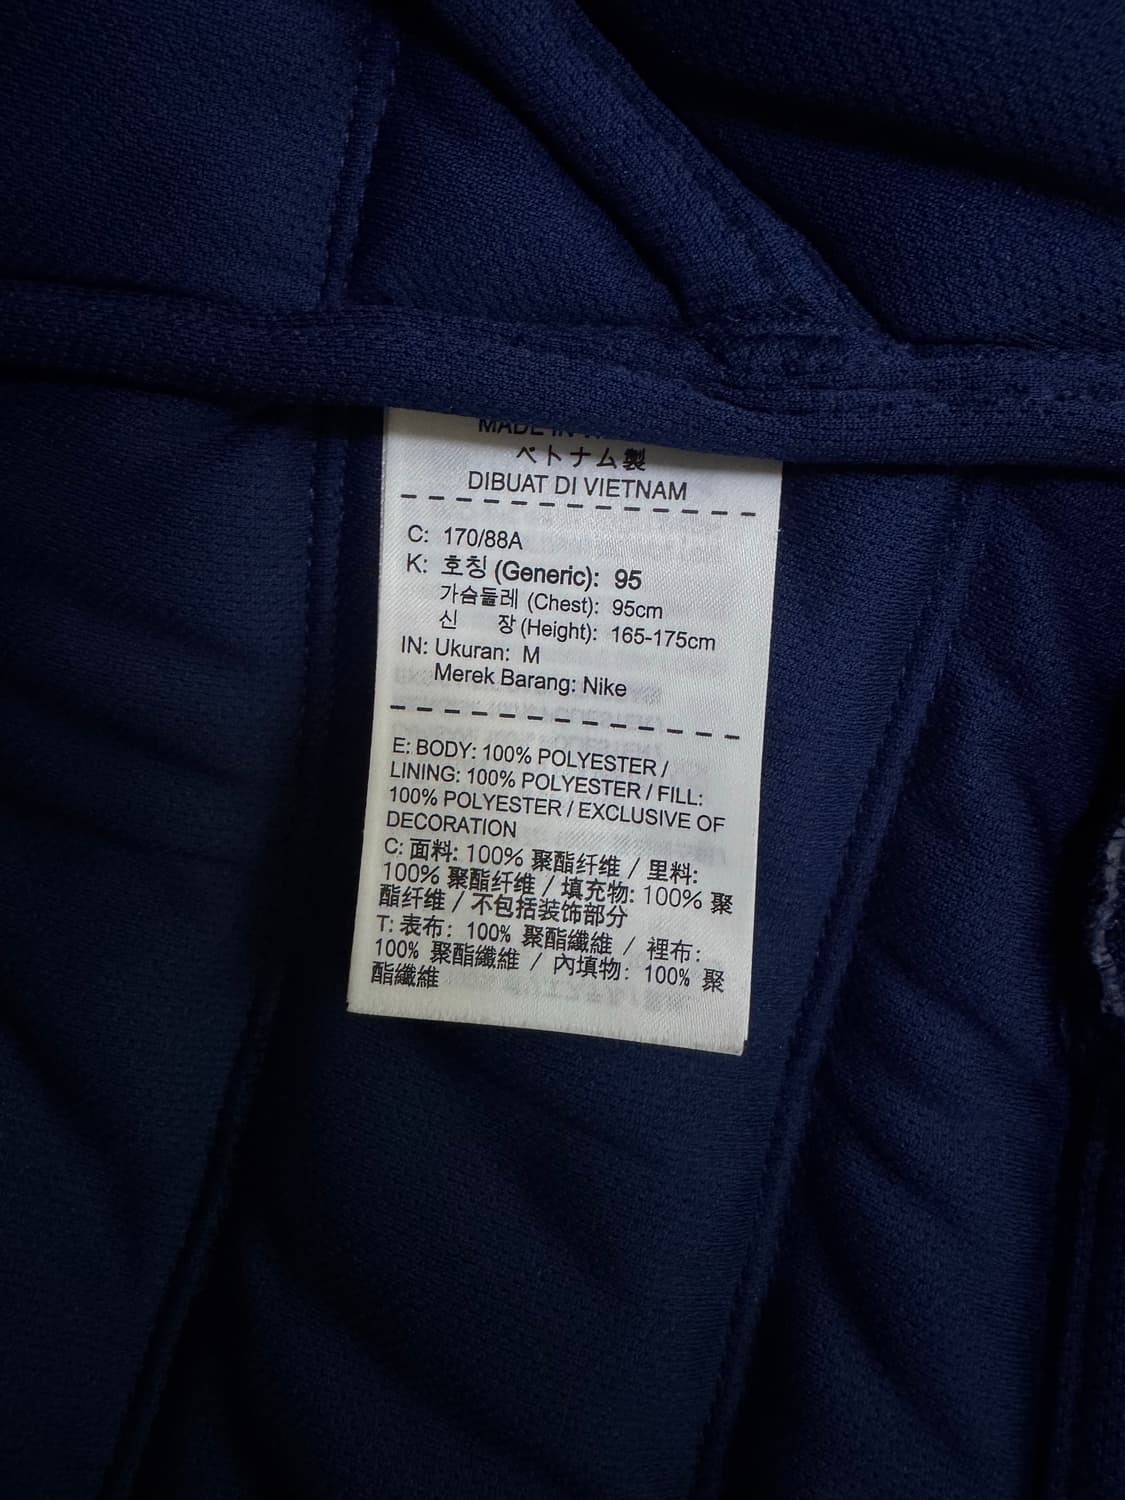 MADE IN
ベトナム製
DIBUAT DI VIETNAM
C: 170/88A
K: 호칭 (Generic): 95
가슴둘레 (Chest): 95cm
신 장 (Height): 165-175cm
IN: Ukuran: M
Merek Barang: Nike
E: BODY: 100% POLYESTER /
LINING: 100% POLYESTER / FILL:
100% POLYESTER / EXCLUSIVE OF
DECORATION
C: 面料: 100% 聚酯纤维 / 里料:
100% 聚酯纤维 / 填充物: 100% 聚
酯纤维 / 不包括装饰部分
T: 表布: 100% 聚酯纖維 / 裡布:
100% 聚酯纖維 / 內填物: 100% 聚
酯纖維